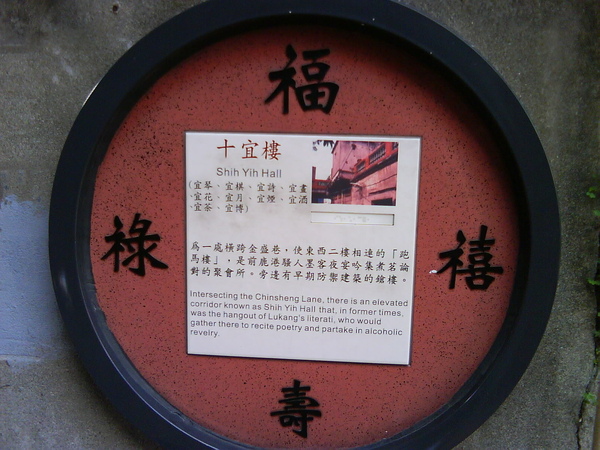 福
十宜樓
Shih Yih Hall
(宜琴、宜棋、宜詩、宜畫
、宜花、宜月、宜煙、宜酒
、宜茶、宜博)
祿
禧
為一處橫跨金盛巷，使東西二樓相連的「跑
馬樓」，是前鹿港騷人墨客夜宴吟集煮茗論
對的聚會所。旁邊有早期防禦建築的銃樓。
Intersecting the Chinsheng Lane, there is an elevated
corridor known as Shih Yih Hall that, in former times,
was the hangout of Lukang's literati, who would
gather there to recite poetry and partake in alcoholic
revelry.
壽